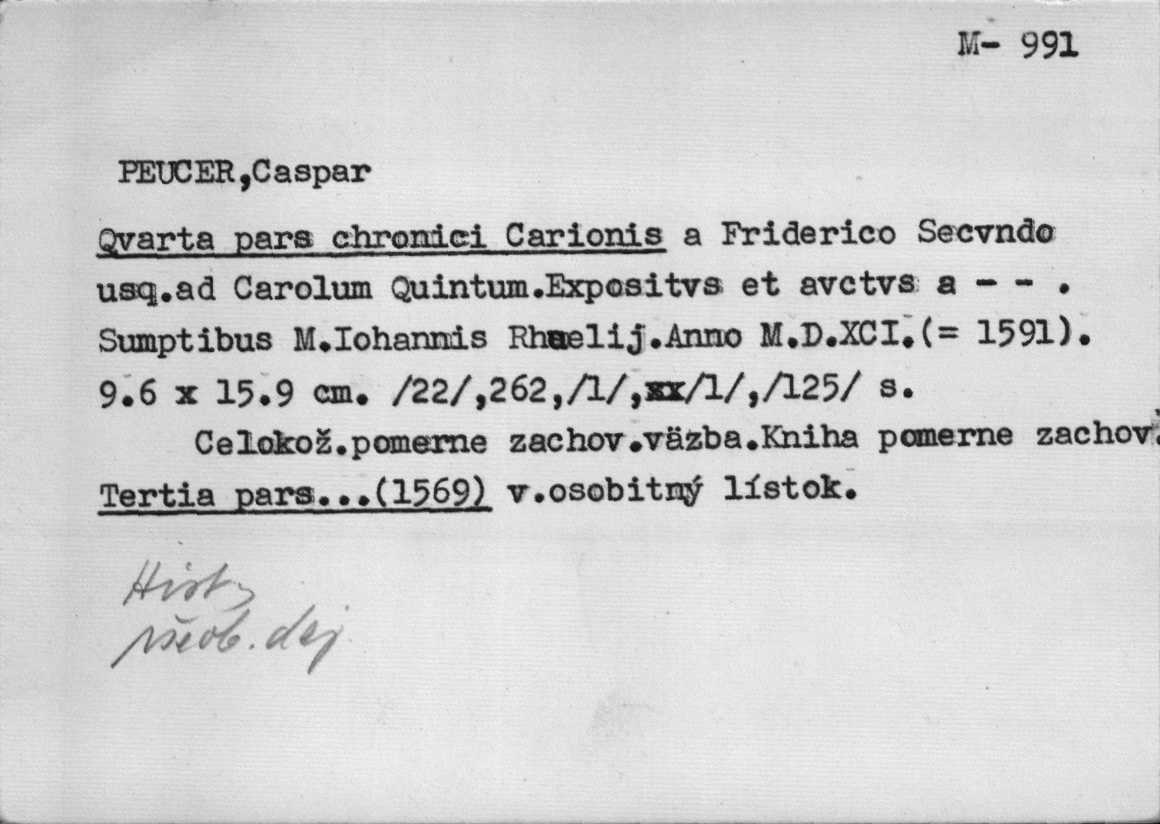 M- 991
PEUCER,Caspar
Qvarta pars chronici Carionis a Friderico Secvndo
usq.ad Carolum Quintum.Expositvs et avctvs a - - .
Sumptibus M.Iohannis Rhuelij.Anno M.D.XCI.(= 1591).
9.6 x 15.9 cm. /22/,262,/1/,xx/1/,/125/ s.
Celokož.pomerne zachov.väzba.Kniha pomerne zachov.
Tertia pars...(1569) v.osobitný lístok.
Hist
všeob. dej.